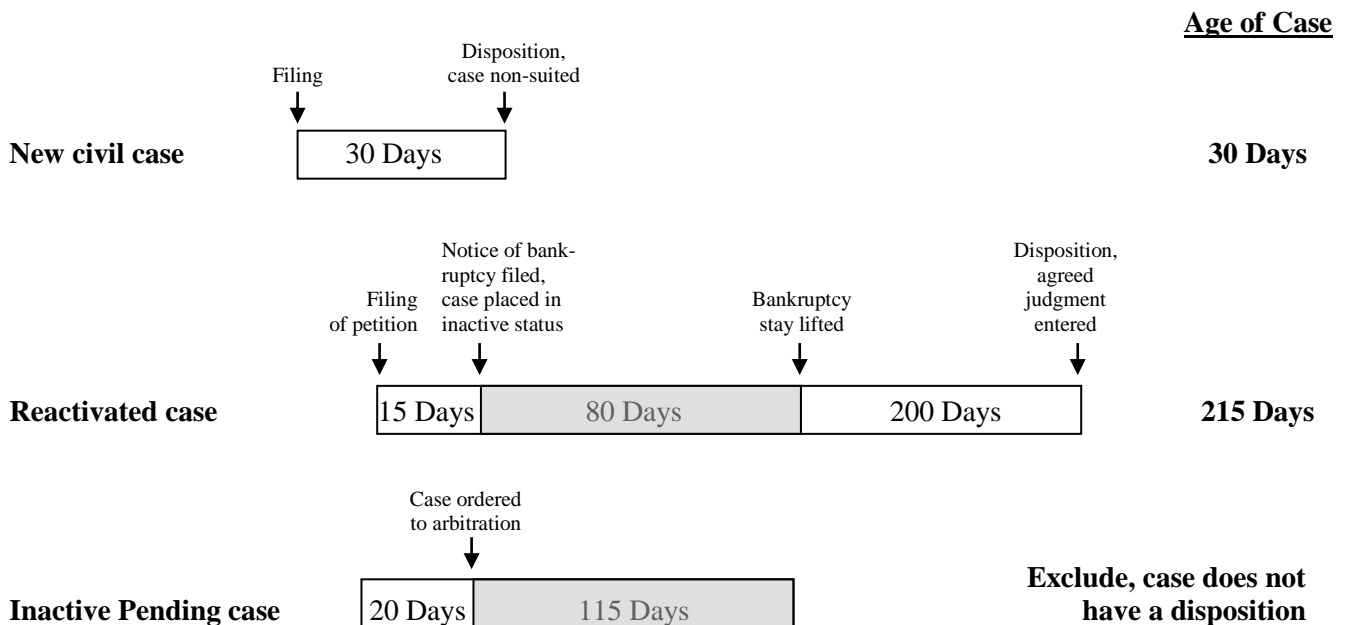 Age of Case
Filing
Disposition,
case non-suited
New civil case
30 Days
30 Days
Filing
of petition
Notice of bank-
ruptcy filed,
case placed in
inactive status
Bankruptcy
stay lifted
Disposition,
agreed
judgment
entered
Reactivated case
15 Days
80 Days
200 Days
215 Days
Case ordered
to arbitration
Inactive Pending case
20 Days
115 Days
Exclude, case does not
have a disposition